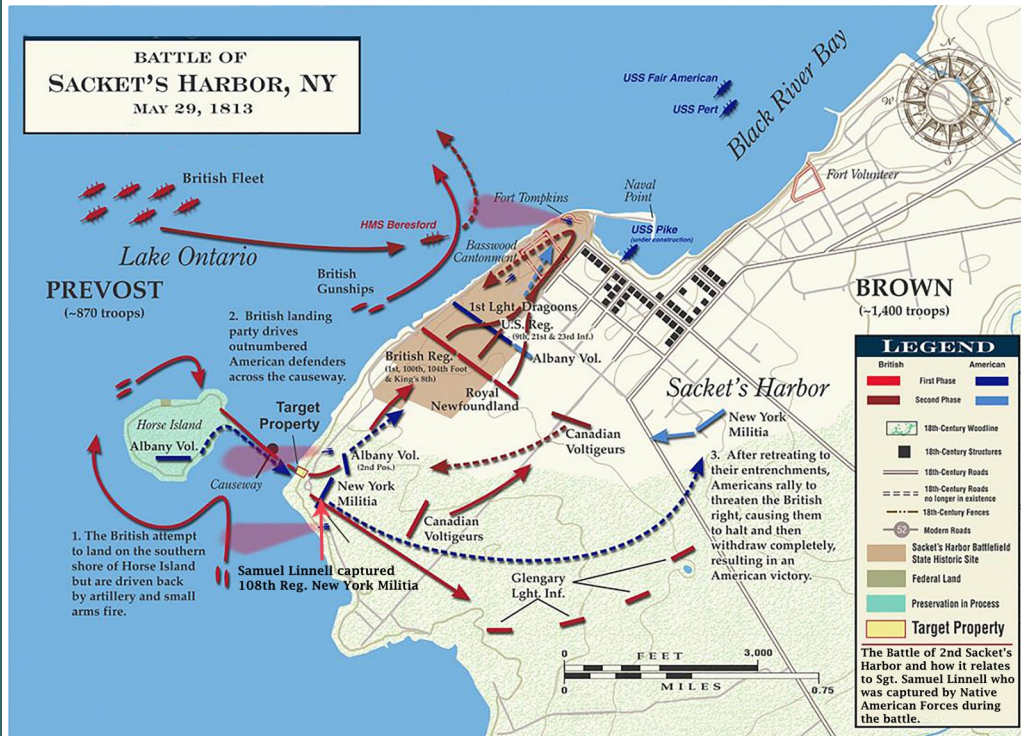 BATTLE OF
SACKET'S HARBOR, NY
MAY 29, 1813
USS Fair American
USS Pert
Black River Bay
N
W
E
S
British Fleet
Fort Tompkins
Naval
Point
Fort Volunteer
HMS Beresford
USS Pike
(under construction)
Lake Ontario
Basswood
Cantonment
PREVOST
(~870 troops)
British
Gunships
BROWN
(~1,400 troops)
1st Lght. Dragoons
U.S. Reg.
(9th, 21st & 23rd Inf.)
Albany Vol.
2. British landing
party drives
outnumbered
American defenders
across the causeway.
British Reg.
(1st, 100th, 104th Foot
& King's 8th)
Royal
Newfoundland
Sacket's Harbor
Target
Property
Horse Island
Albany Vol.
Causeway
Albany Vol.
(2nd Pos.)
New York
Militia
Canadian
Voltigeurs
New York
Militia
Canadian
Voltigeurs
3. After retreating to
their entrenchments,
Americans rally to
threaten the British
right, causing them
to halt and then
withdraw completely,
resulting in an
American victory.
1. The British attempt
to land on the southern
shore of Horse Island
but are driven back
by artillery and small
arms fire.
Samuel Linnell captured
108th Reg. New York Militia
Glengary
Lght. Inf.
FEET
0
3,000
0
MILES
0.75
LEGEND
British
American
First Phase
Second Phase
18th-Century Woodline
18th-Century Structures
18th-Century Roads
18th-Century Roads
no longer in existence
18th-Century Fences
52
Modern Roads
Sacket's Harbor Battlefield
State Historic Site
Federal Land
Preservation in Process
Target Property
The Battle of 2nd Sacket's
Harbor and how it relates
to Sgt. Samuel Linnell who
was captured by Native
American Forces during
the battle.